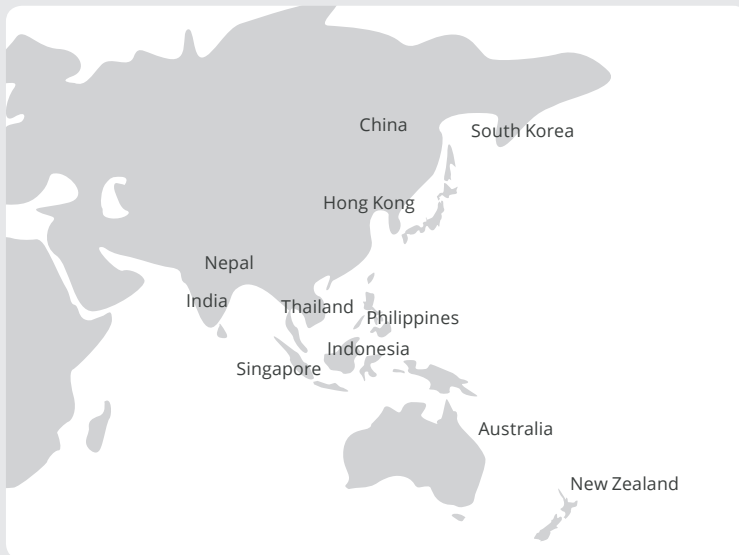 China
South Korea
Hong Kong
Nepal
India
Thailand
Philippines
Indonesia
Singapore
Australia
New Zealand